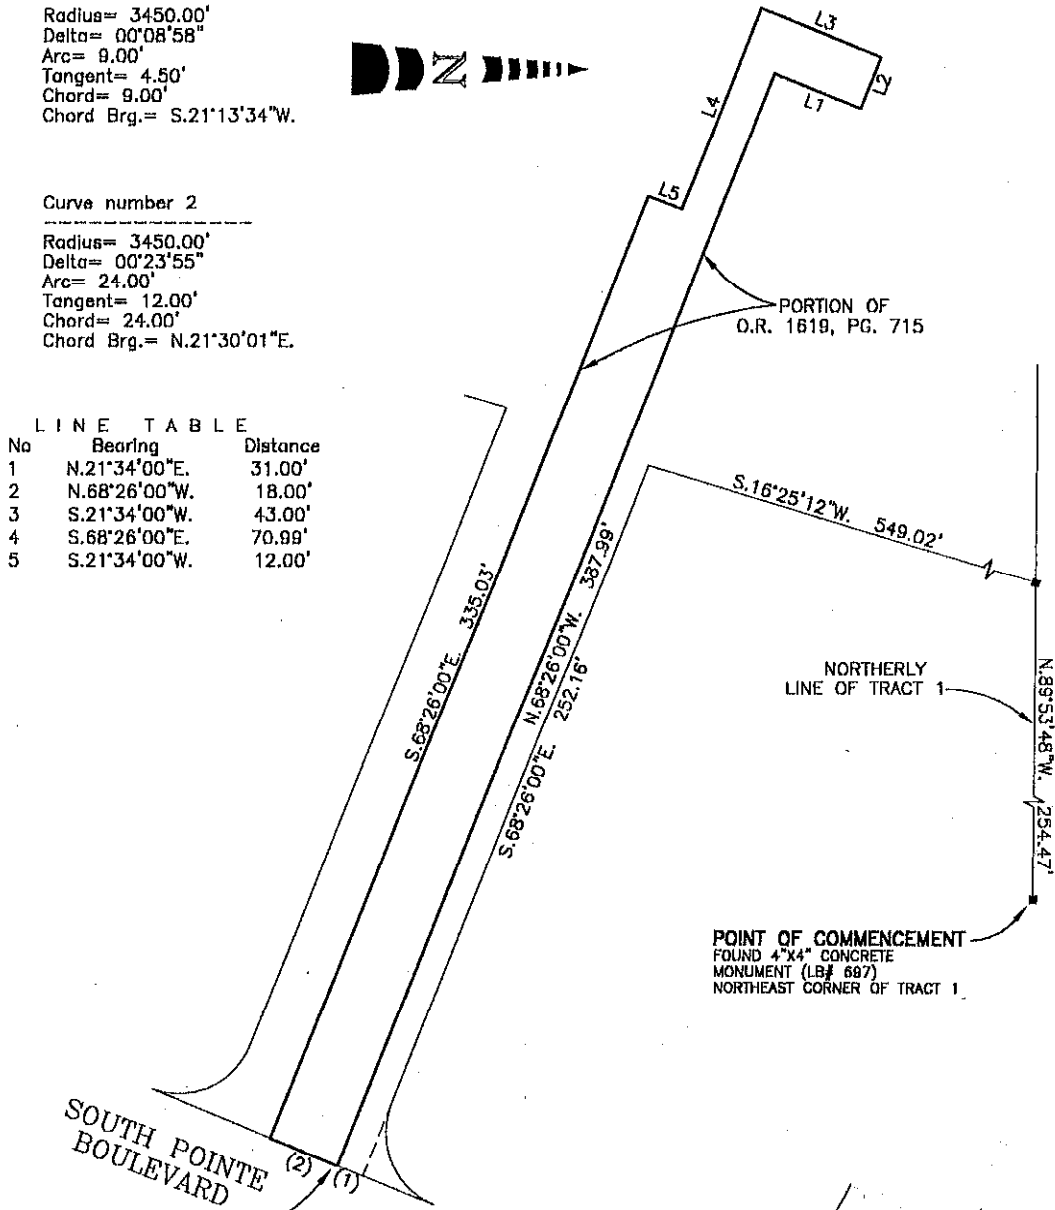 Radius= 3450.00'
Delta= 00°08'58"
Arc= 9.00'
Tangent= 4.50'
Chord= 9.00'
Chord Brg.= S.21°13'34"W.
N
Curve number 2
Radius= 3450.00'
Delta= 00°23'55"
Arc= 24.00'
Tangent= 12.00'
Chord= 24.00'
Chord Brg.= N.21°30'01"E.
LINE TABLE
No Bearing Distance
1 N.21°34'00"E. 31.00'
2 N.68°26'00"W. 18.00'
3 S.21°34'00"W. 43.00'
4 S.68°26'00"E. 70.99'
5 S.21°34'00"W. 12.00'
L3
L2
L1
L4
L5
PORTION OF
O.R. 1619, PG. 715
S.16°25'12"W. 549.02'
S.68°26'00"E. 335.03'
N.68°26'00"W. 387.99'
S.68°26'00"E. 252.16'
NORTHERLY
LINE OF TRACT 1
N.89°53'48"W. 254.47'
POINT OF COMMENCEMENT
FOUND 4"X4" CONCRETE
MONUMENT (LB# 697)
NORTHEAST CORNER OF TRACT 1
SOUTH POINTE
BOULEVARD
(2)
(1)